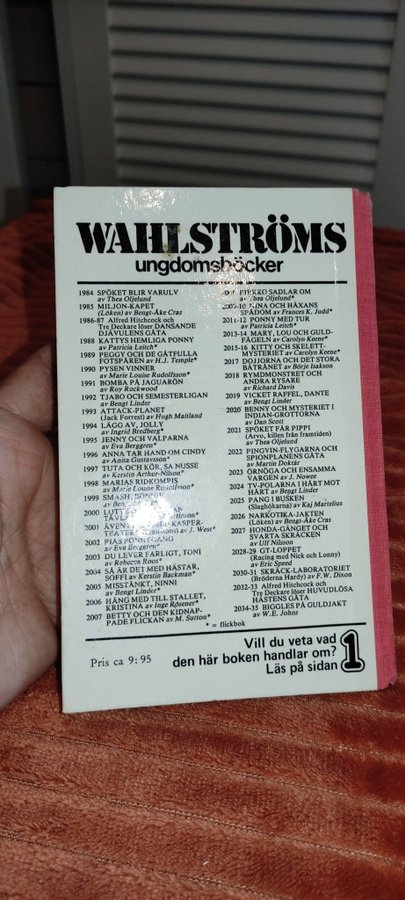 WAHLSTRÖMS
ungdomsböcker
1984 SPÖKET BLIR VARULV
av Thea Oljelund
1985 MILJON-KAPET
(Löken) av Bengt-Åke Cras
1986-87 Alfred Hitchcock och
Tre Deckare löser DANSANDE
DJÄVULENS GÅTA
1988 KATTYS HEMLIGA PONNY
av Patricia Leitch*
1989 PEGGY OCH DE GÅTFULLA
FOTSPÅREN av H.J. Temple*
1990 PYSEN VINNER
av Marie Louise Rudolfsson*
1991 BOMBA PÅ JAGUARÖN
av Roy Rockwood
1992 TJABO OCH SEMESTERLIGAN
av Bengt Linder
1993 ATTACK-PLANET
(Jack Forrest) av Hugh Maitland
1994 LÄGG AV, JOLLY
av Ingrid Bredberg*
1995 JENNY OCH VALPARNA
av Eva Berggren*
1996 ANNA TAR HAND OM CINDY
av Anita Gustavsson*
1997 TUTA OCH KÖR, SA NUSSE
av Kerstin Arthur-Nilson*
1998 MARIAS RIDKOMPIS
av Marie Louise Rudolfsson*
1999 SMASH,
av Bengt Linder
2000
TÄVLA
2001 KASPER-
TEATER av J. West*
2002 PIAS PONNYGÄNG
av Eva Berggren*
2003 DU LEVER FARLIGT, TONI
av Rebecca Roos*
2004 SÅ ÄR DET MED HÄSTAR,
SOFFI av Kerstin Backman*
2005 MISSTÄNKT, NINNI
av Bengt Linder*
2006 HÄNG MED TILL STALLET,
KRISTINA av Inge Rösener*
2007 BETTY OCH DEN KIDNAP-
PADE FLICKAN av M. Sutton*
SADLAR OM
av Thea Oljelund*
NINA OCH HÄXANS
SPÅDOM av Frances K. Judd*
2011-12 PONNY MED TUR
av Patricia Leitch*
2013-14 MARY, LOU OCH GULD-
FÅGELN av Carolyn Keene*
2015-16 KITTY OCH SKELETT-
MYSTERIET av Carolyn Keene*
2017 DOJJORNA OCH DET STORA
BÅTRÅNET av Börje Isakson
2018 RYMDMONSTRET OCH
ANDRA RYSARE
av Richard Davis
2019 VICKET RAFFEL, DANTE
av Bengt Linder
2020 BENNY OCH MYSTERIET I
INDIAN-GROTTORNA
av Dan Scott
2021 SPÖKET FÅR PIPPI
(Arvo, killen från framtiden)
av Thea Oljelund
2022 PINGVIN-FLYGARNA OCH
SPIONPLANENS GÅTA
av Martin Doktár
2023 ÖRNÖGA OCH ENSAMMA
VARGEN av J. Nowee
2024 TV-POLARNA I HÅRT MOT
HÅRT av Bengt Linder
2025 PANG I BUSKEN
(Slaghökarna) av Kaj Martelius
2026 NARKOTIKA-JAKTEN
(Löken) av Bengt-Åke Cras
2027 HONDA-GÄNGET OCH
SVARTA SKRÄCKEN
av Ulf Nilsson
2028-29 GT-LOPPET
(Racing med Nick och Lonny)
av Eric Speed
2030-31 SKRÄCK-LABORATORIET
(Bröderna Hardy) av F.W. Dixon
2032-33 Alfred Hitchcock och
Tre Deckare löser HUVUDLÖSA
HÄSTENS GÅTA
2034-35 BIGGLES PÅ GULDJAKT
av W.E. Johns
* = flickbok
Pris ca 9:95
Vill du veta vad
den här boken handlar om?
Läs på sidan 1